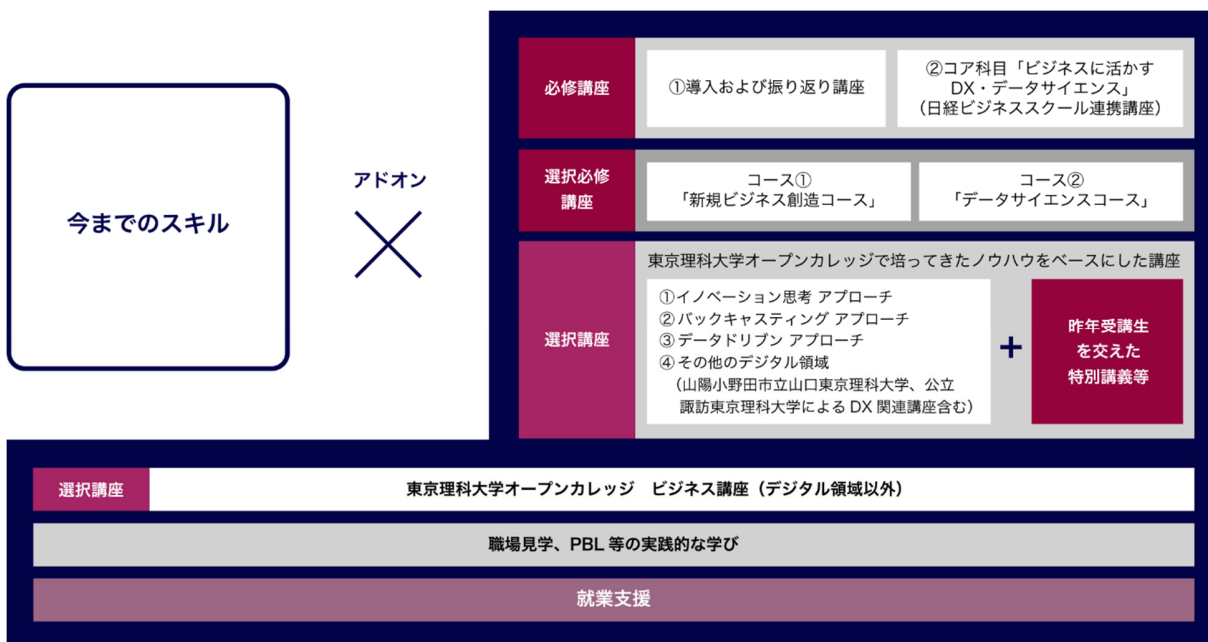 今までのスキル
アドオン
必修講座
①導入および振り返り講座
②コア科目「ビジネスに活かす
DX・データサイエンス」
（日経ビジネススクール連携講座）
選択必修
講座
コース①
「新規ビジネス創造コース」
コース②
「データサイエンスコース」
選択講座
東京理科大学オープンカレッジで培ってきたノウハウをベースにした講座
①イノベーション思考 アプローチ
②バックキャスティング アプローチ
③データドリブン アプローチ
④その他のデジタル領域
（山陽小野田市立山口東京理科大学、公立
諏訪東京理科大学による DX 関連講座含む）
+
昨年受講生
を交えた
特別講義等
選択講座
東京理科大学オープンカレッジ　ビジネス講座（デジタル領域以外）
職場見学、PBL 等の実践的な学び
就業支援